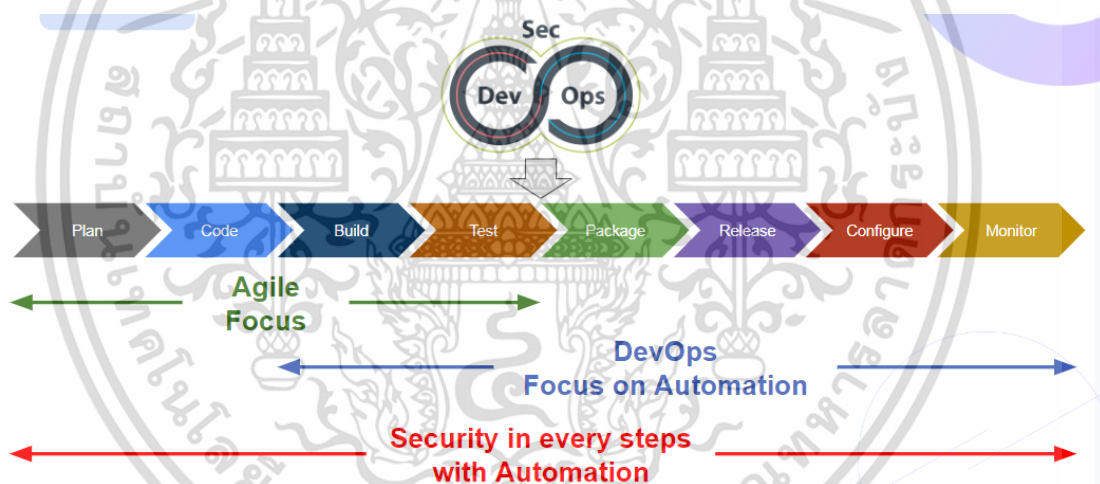 Sec
Dev Ops
Plan Code Build Test Package Release Configure Monitor
Agile
Focus
DevOps
Focus on Automation
Security in every steps
with Automation